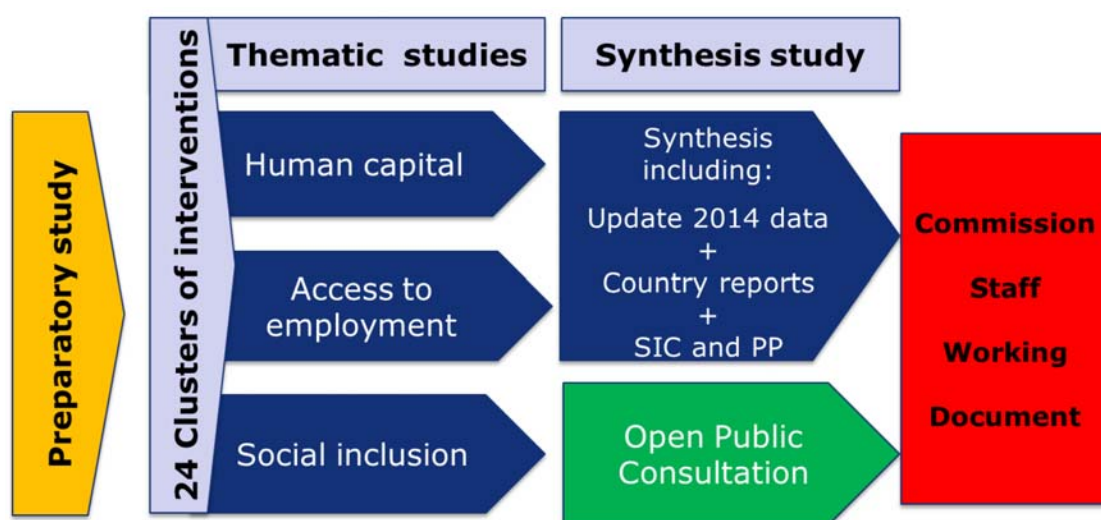 Preparatory study
24 Clusters of interventions
Thematic studies
Human capital
Access to
employment
Social inclusion
Synthesis study
Synthesis
including:
Update 2014 data
+
Country reports
+
SIC and PP
Open Public
Consultation
Commission
Staff
Working
Document